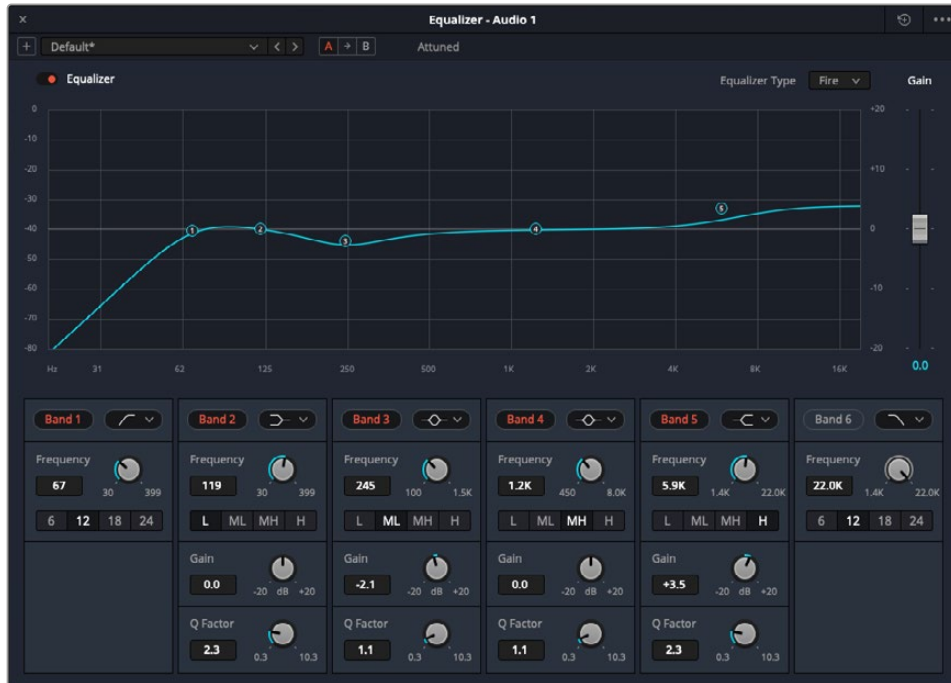 x Equalizer - Audio 1
+ Default* A B Attuned
Equalizer Equalizer Type Fire Gain
0 +20
-10
-20 +10
-30
-40 0
-50
-60 -10
-70
-80 -20
Hz 31 62 125 250 500 1K 2K 4K 8K 16K 0.0
1 2 3 4 5
Band 1 Band 2 Band 3 Band 4 Band 5 Band 6
Frequency Frequency Frequency Frequency Frequency Frequency
67 30 399 119 30 399 245 100 1.5K 1.2K 450 8.0K 5.9K 1.4K 22.0K 22.0K 1.4K 22.0K
6 12 18 24 L ML MH H L ML MH H L ML MH H L ML MH H 6 12 18 24
Gain Gain Gain Gain
0.0 -20 dB +20 -2.1 -20 dB +20 0.0 -20 dB +20 +3.5 -20 dB +20
Q Factor Q Factor Q Factor Q Factor
2.3 0.3 10.3 1.1 0.3 10.3 1.1 0.3 10.3 2.3 0.3 10.3